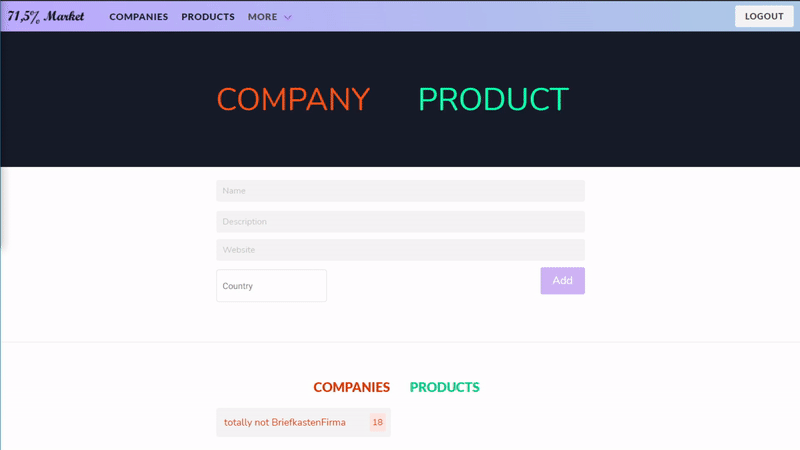 71,5% Market COMPANIES PRODUCTS MORE LOGOUT
COMPANY PRODUCT
Name
Description
Website
Country Add
COMPANIES PRODUCTS
totally not BriefkastenFirma 18